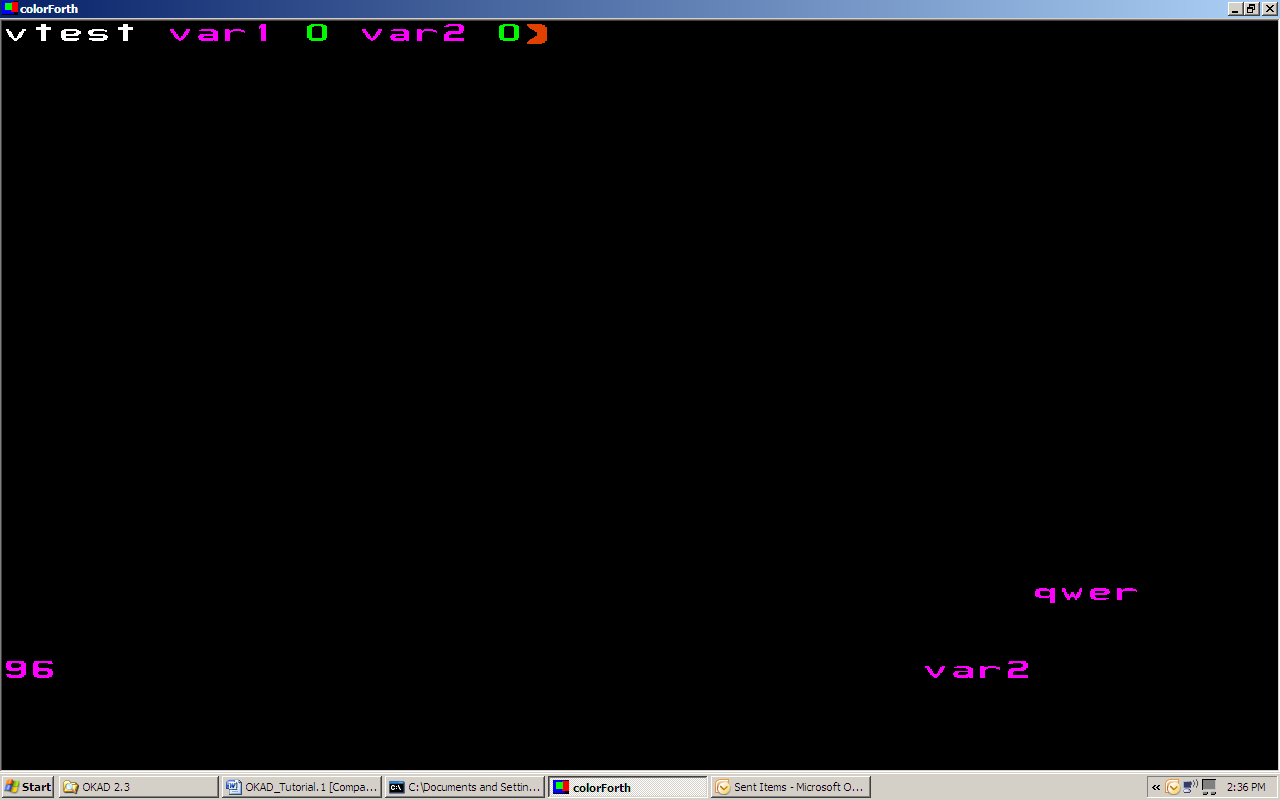 colorForth
vtest var1 0 var2 0
qwer
96 var2
Start OKAD 2.3 OKAD_Tutorial.1 [Compa... C:\Documents and Settin... colorForth Sent Items - Microsoft O... 2:36 PM